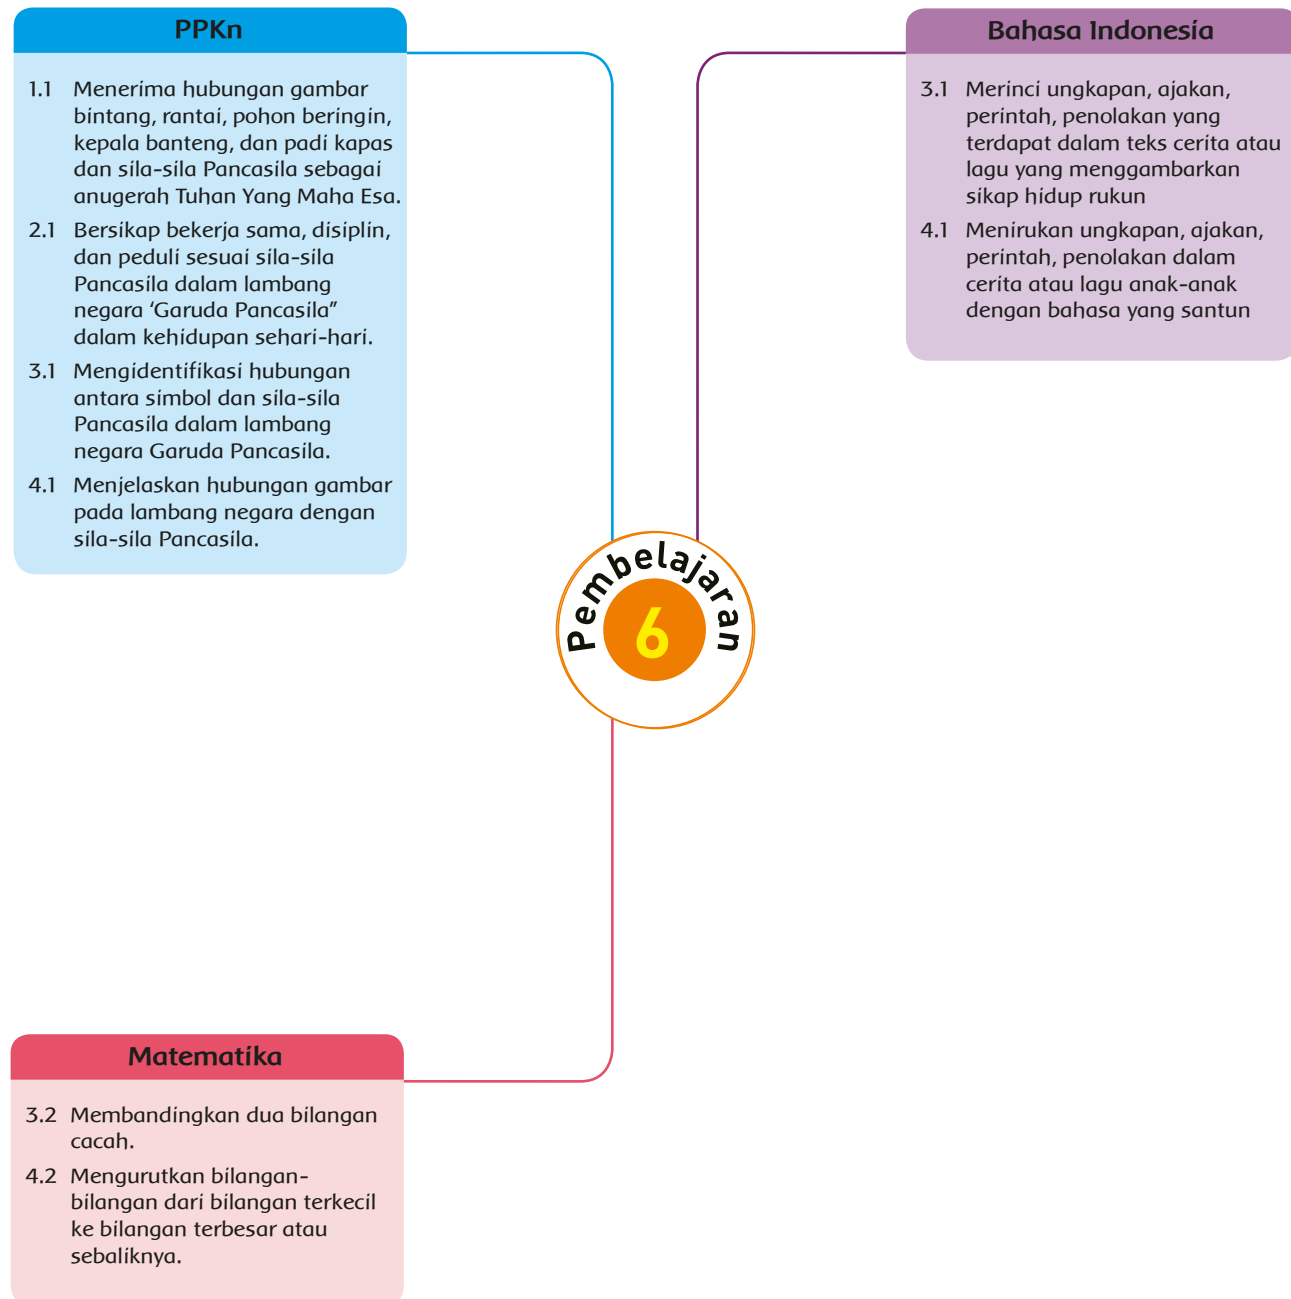 PPKn
1.1 Menerima hubungan gambar
bintang, rantai, pohon beringin,
kepala banteng, dan padi kapas
dan sila-sila Pancasila sebagai
anugerah Tuhan Yang Maha Esa.
2.1 Bersikap bekerja sama, disiplin,
dan peduli sesuai sila-sila
Pancasila dalam lambang
negara ‘Garuda Pancasila”
dalam kehidupan sehari-hari.
3.1 Mengidentifikasi hubungan
antara simbol dan sila-sila
Pancasila dalam lambang
negara Garuda Pancasila.
4.1 Menjelaskan hubungan gambar
pada lambang negara dengan
sila-sila Pancasila.
Bahasa Indonesia
3.1 Merinci ungkapan, ajakan,
perintah, penolakan yang
terdapat dalam teks cerita atau
lagu yang menggambarkan
sikap hidup rukun
4.1 Menirukan ungkapan, ajakan,
perintah, penolakan dalam
cerita atau lagu anak-anak
dengan bahasa yang santun
Pembelajaran
6
Matematika
3.2 Membandingkan dua bilangan
cacah.
4.2 Mengurutkan bilangan-
bilangan dari bilangan terkecil
ke bilangan terbesar atau
sebaliknya.